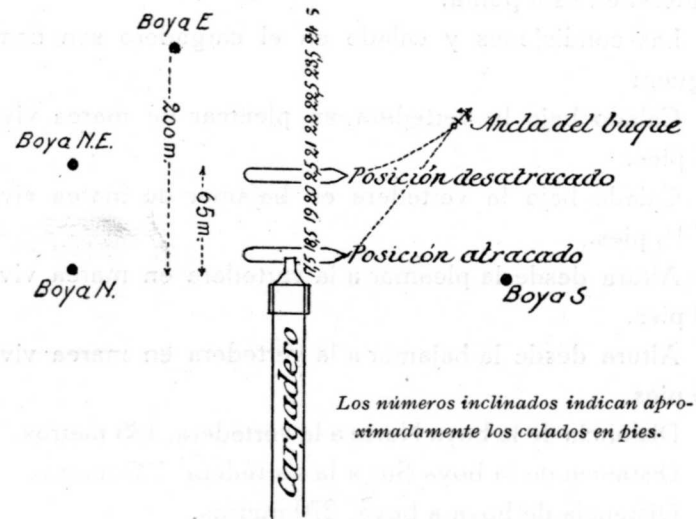 Boya E
200 m.
Boya N.E.
65 m.
Boya N.
17,5 18,5 19 20 20,5 21 22 22,5 23,5 24
Ancla del buque
Posición desatracado
Posición atracado
Boya S
Cargadero
Los números inclinados indican apro-
ximadamente los calados en pies.